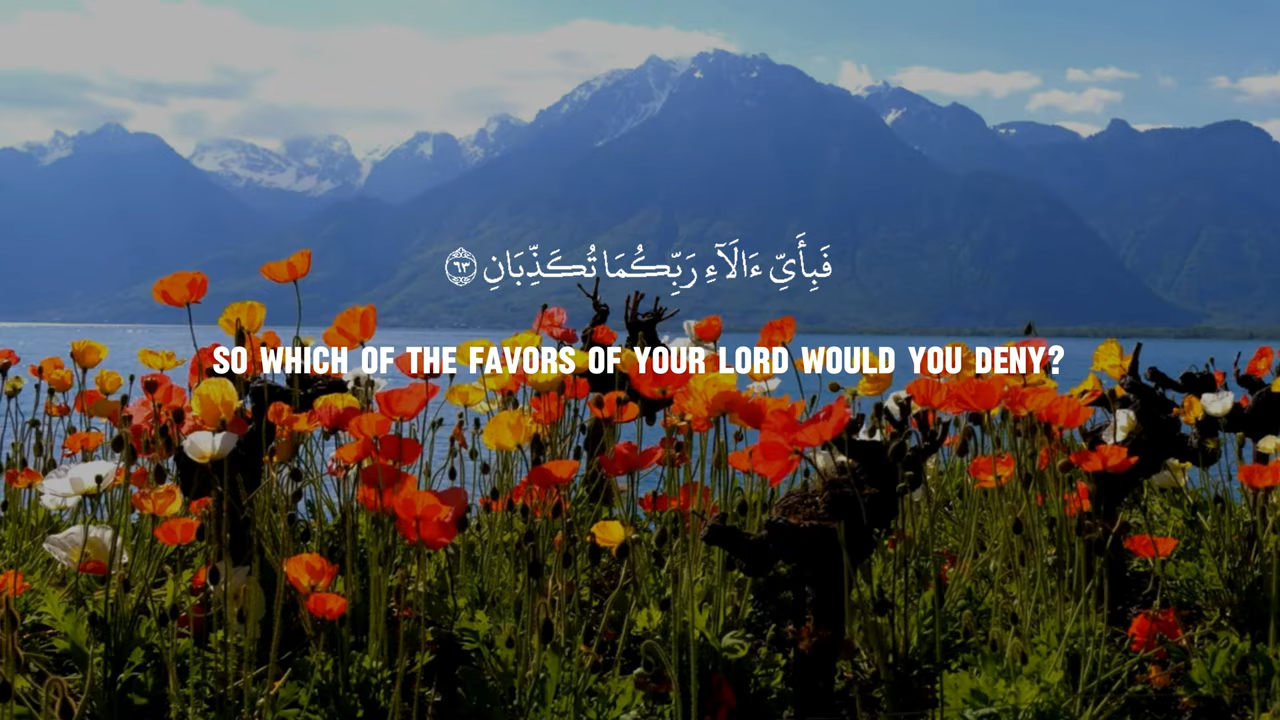 فَبِأَيِّ ءَالَآءِ رَبِّكُمَا تُكَذِّبَانِ ٦٣
SO WHICH OF THE FAVORS OF YOUR LORD WOULD YOU DENY?